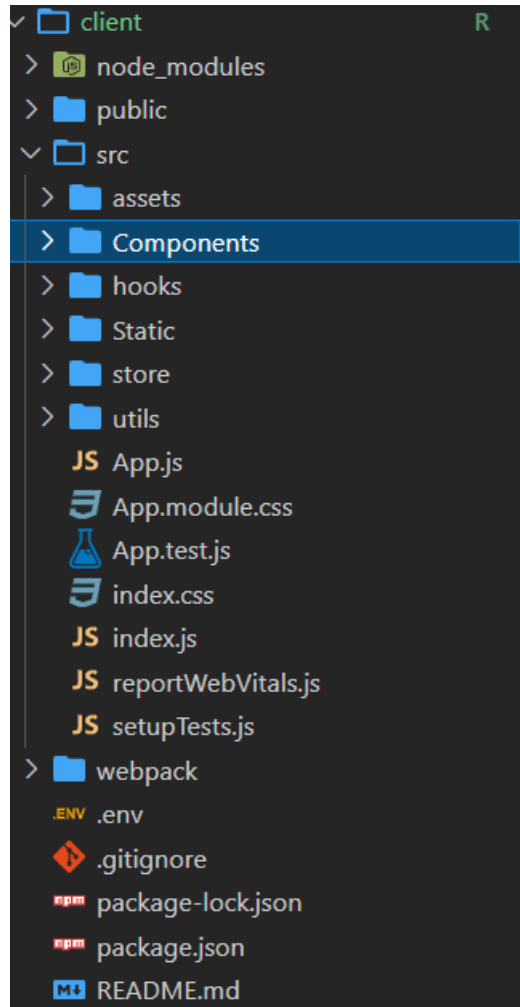 client R
node_modules
public
src
assets
Components
hooks
Static
store
utils
JS App.js
App.module.css
App.test.js
index.css
JS index.js
JS reportWebVitals.js
JS setupTests.js
webpack
.ENV .env
.gitignore
npm package-lock.json
npm package.json
M README.md